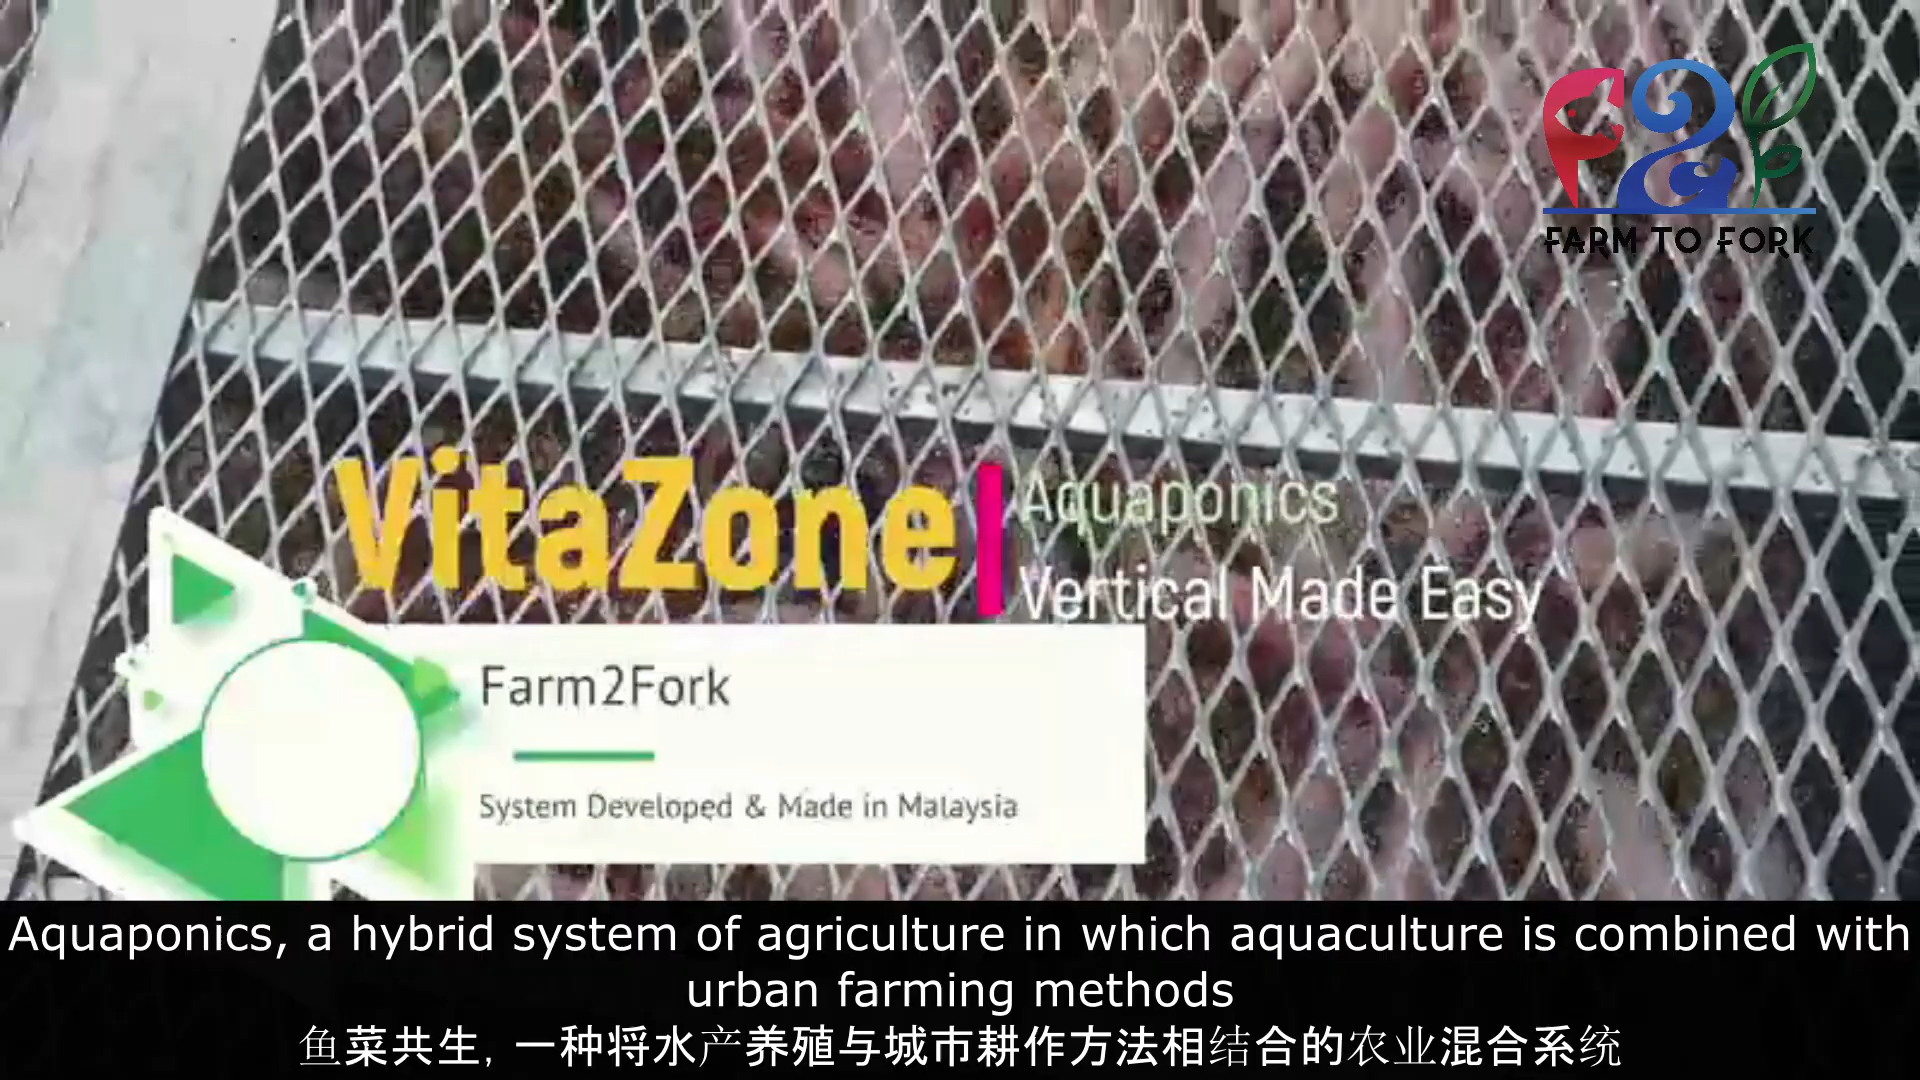 F2F
FARM TO FORK
VitaZone
Aquaponics
Vertical Made Easy
Farm2Fork
System Developed & Made in Malaysia
Aquaponics, a hybrid system of agriculture in which aquaculture is combined with
urban farming methods
鱼菜共生, 一种将水产养殖与城市耕作方法相结合的农业混合系统